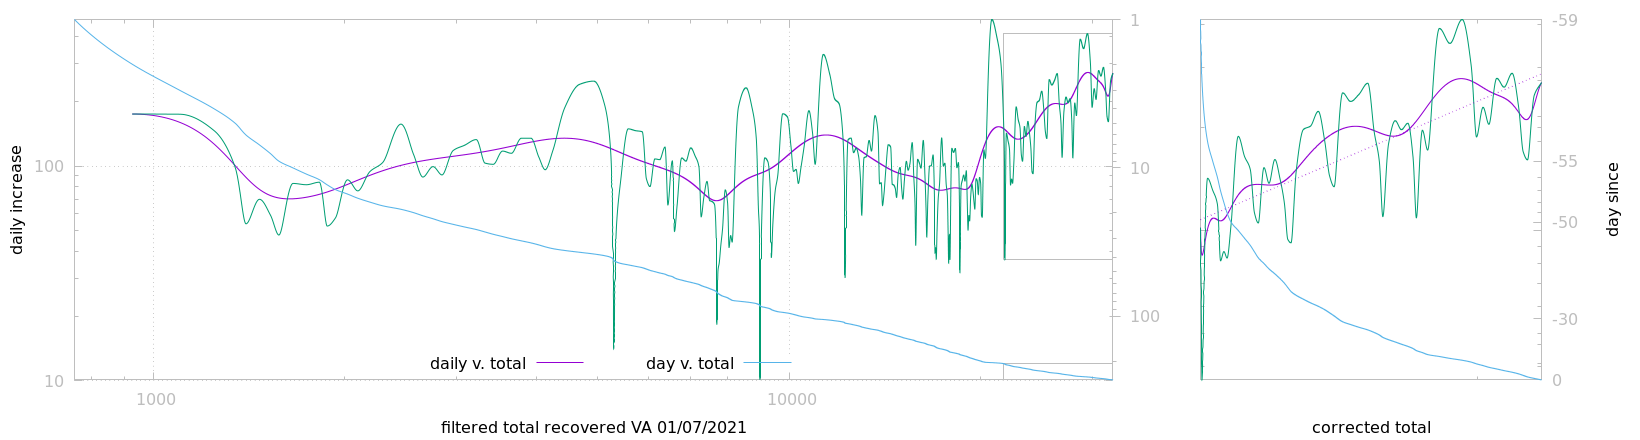 daily increase
100
10
1000
10000
1
10
100
daily v. total
day v. total
filtered total recovered VA 01/07/2021
-59
-55
-50
-30
0
day since
corrected total